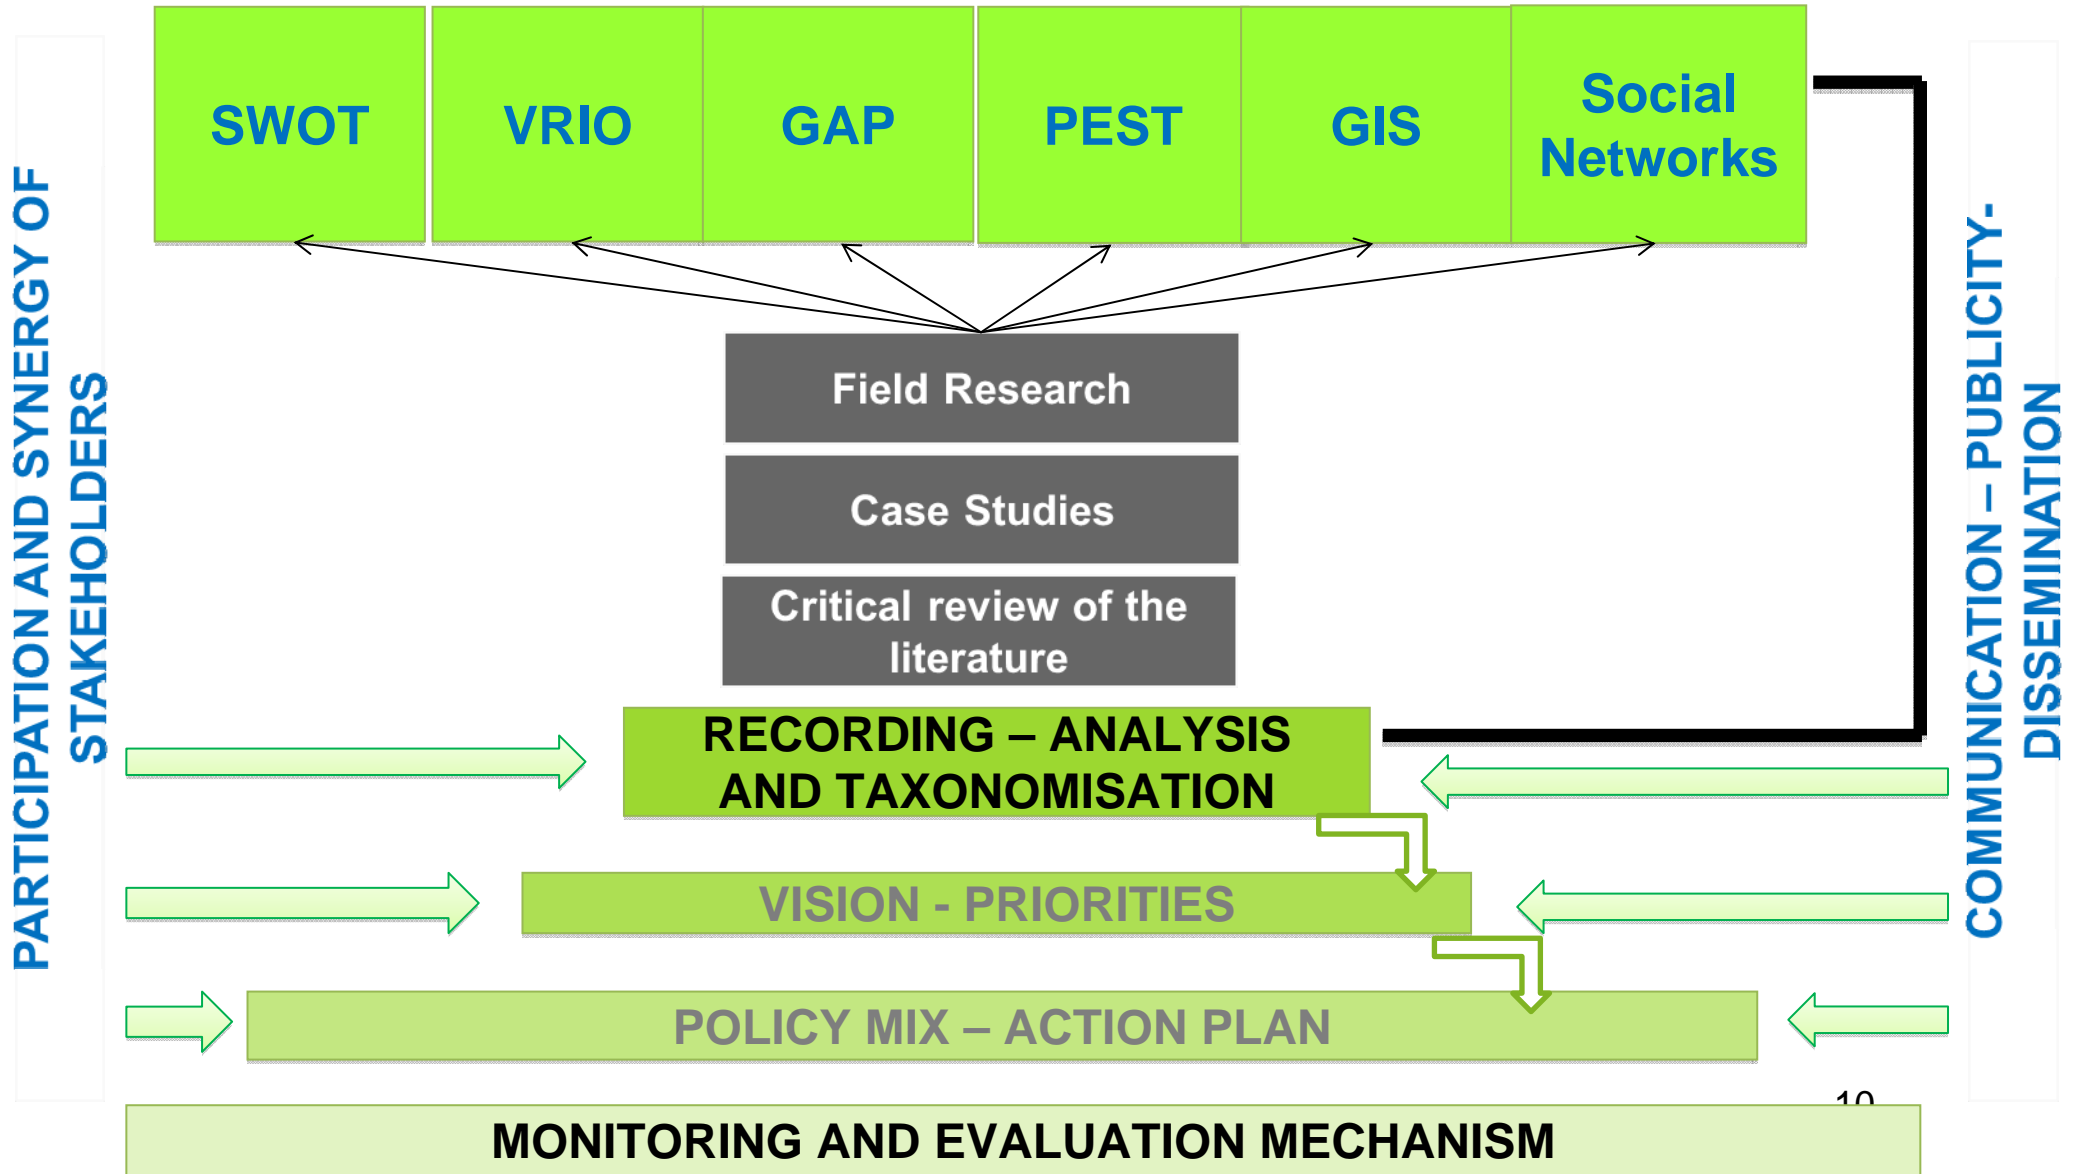 SWOT
VRIO
GAP
PEST
GIS
Social
Networks
PARTICIPATION AND SYNERGY OF
STAKEHOLDERS
COMMUNICATION – PUBLICITY-
DISSEMINATION
Field Research
Case Studies
Critical review of the
literature
RECORDING – ANALYSIS
AND TAXONOMISATION
VISION - PRIORITIES
POLICY MIX – ACTION PLAN
10
MONITORING AND EVALUATION MECHANISM